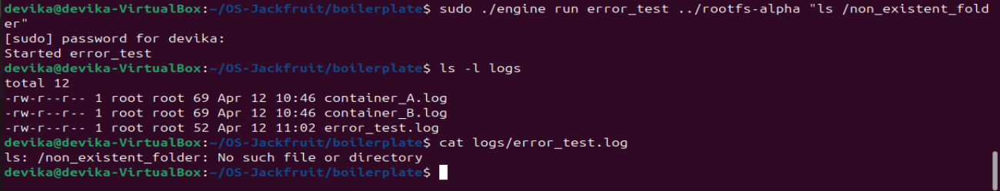 devika@devika-VirtualBox:~/OS-Jackfruit/boilerplate$ sudo ./engine run error_test ../rootfs-alpha "ls /non_existent_fold
er"
[sudo] password for devika:
Started error_test
devika@devika-VirtualBox:~/OS-Jackfruit/boilerplate$ ls -l logs
total 12
-rw-r--r-- 1 root root 69 Apr 12 10:46 container_A.log
-rw-r--r-- 1 root root 69 Apr 12 10:46 container_B.log
-rw-r--r-- 1 root root 52 Apr 12 11:02 error_test.log
devika@devika-VirtualBox:~/OS-Jackfruit/boilerplate$ cat logs/error_test.log
ls: /non_existent_folder: No such file or directory
devika@devika-VirtualBox:~/OS-Jackfruit/boilerplate$